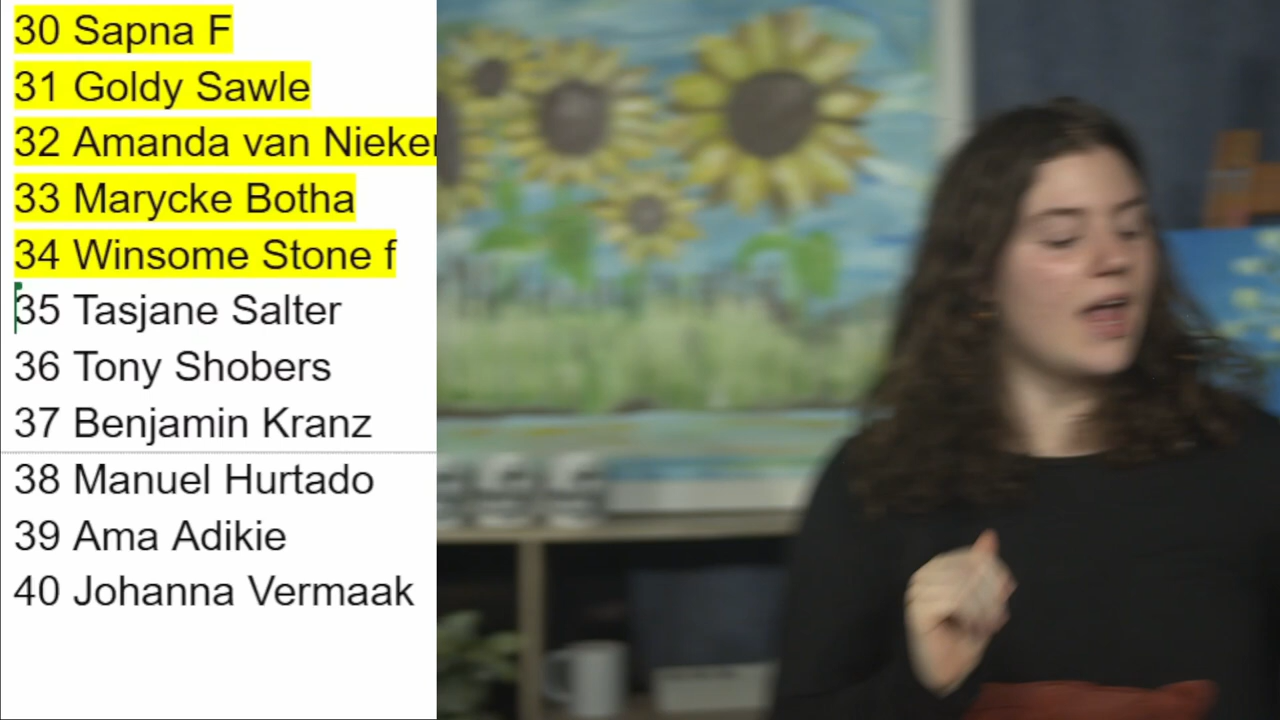 30 Sapna F
31 Goldy Sawle
32 Amanda van
33 Marycke Botha
34 Winsome Stone f
35 Tasjane Salter
36 Tony Shobers
37 Benjamin Kranz
38 Manuel Hurtado
39 Ama Adikie
40 Johanna Vermaak